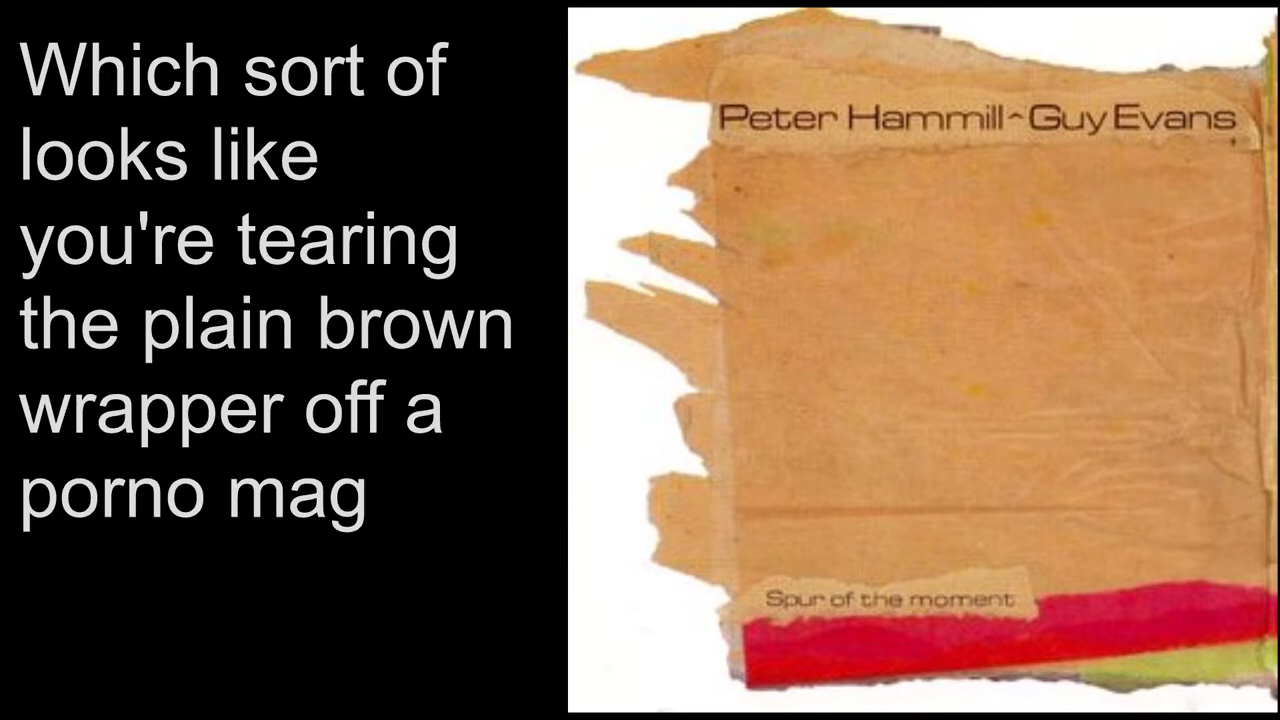 Which sort of
looks like
you're tearing
the plain brown
wrapper off a
porno mag
Peter Hammill~Guy Evans
Spur of the moment